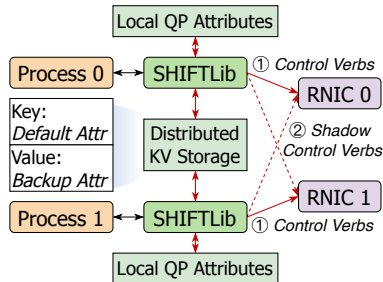 Local QP Attributes
① Control Verbs
Process 0
SHIFTLib
RNIC 0
Key:
Default Attr
Value:
Backup Attr
Distributed
KV Storage
② Shadow
Control Verbs
RNIC 1
Process 1
SHIFTLib
① Control Verbs
Local QP Attributes